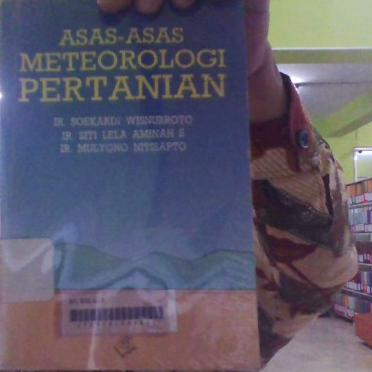 ASAS-ASAS
METEOROLOGI
PERTANIAN
IR. SOEKARDI WISNUBROTO
IR. SITI LELA AMINAH S
IR. MULYONO NITISAPTO